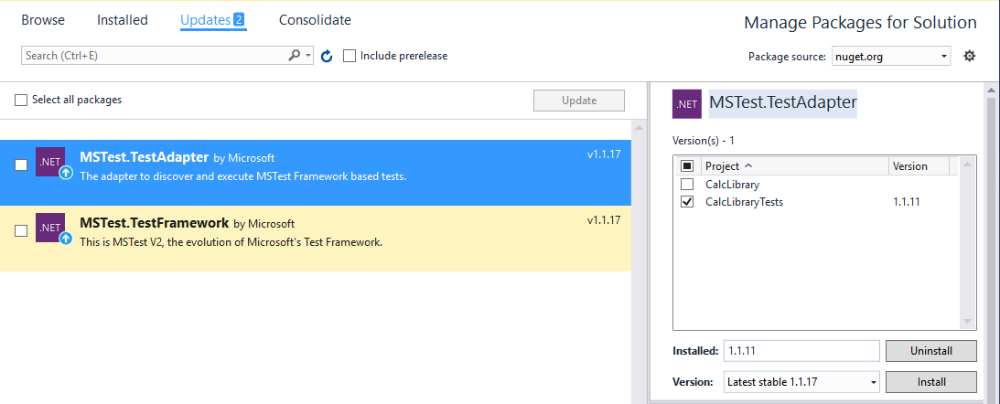 Browse Installed Updates 2 Consolidate
Manage Packages for Solution
Search (Ctrl+E) Include prerelease
Package source: nuget.org
Select all packages Update
.NET MSTest.TestAdapter by Microsoft v1.1.17
The adapter to discover and execute MSTest Framework based tests.
.NET MSTest.TestFramework by Microsoft v1.1.17
This is MSTest V2, the evolution of Microsoft's Test Framework.
.NET MSTest.TestAdapter
Version(s) - 1
Project Version
CalcLibrary
CalcLibraryTests 1.1.11
Installed: 1.1.11 Uninstall
Version: Latest stable 1.1.17 Install